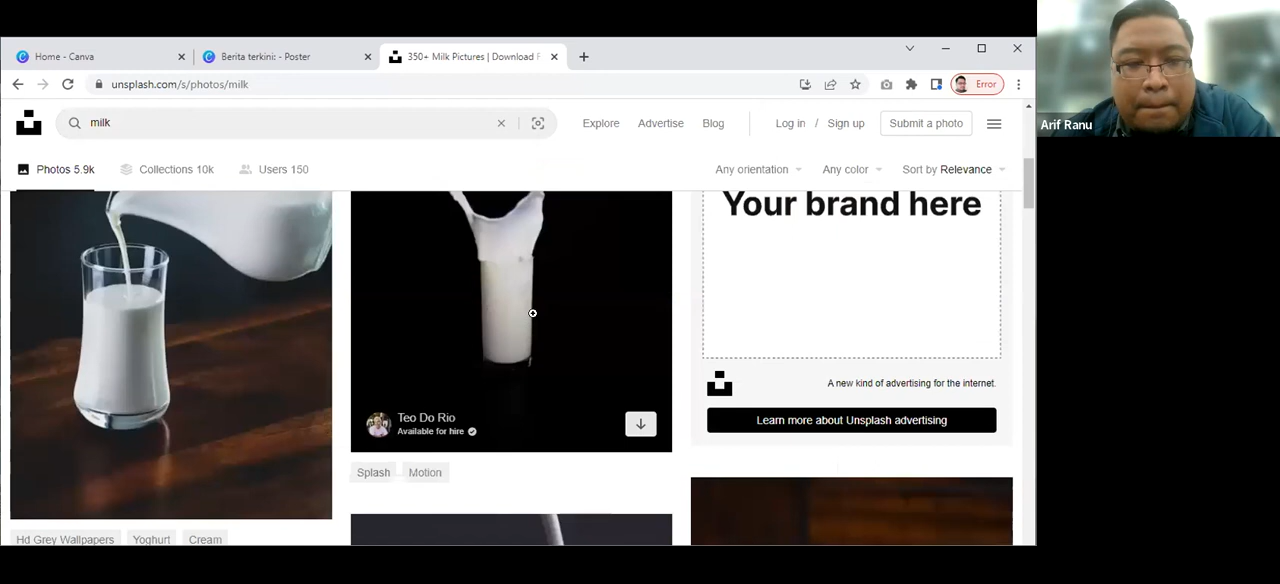 Home - Canva
Berita terkini: - Poster
350+ Milk Pictures | Download F
unsplash.com/s/photos/milk
Error
milk
Explore
Advertise
Blog
Log in / Sign up
Submit a photo
Photos 5.9k
Collections 10k
Users 150
Any orientation
Any color
Sort by Relevance
Your brand here
Teo Do Rio
Available for hire
A new kind of advertising for the internet.
Learn more about Unsplash advertising
Splash
Motion
Hd Grey Wallpapers
Yoghurt
Cream
Arif Ranu